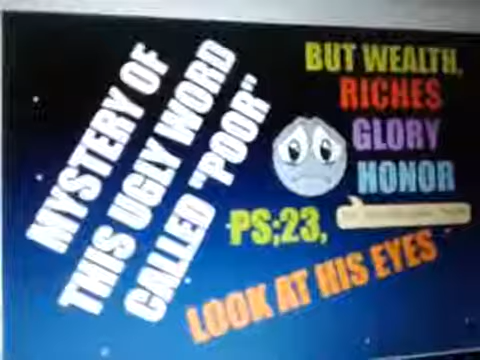 MYSTERY OF
THIS UGLY WORD
CALLED "POOR"
BUT WEALTH,
RICHES
GLORY
HONOR
PS;23,
LOOK AT HIS EYES